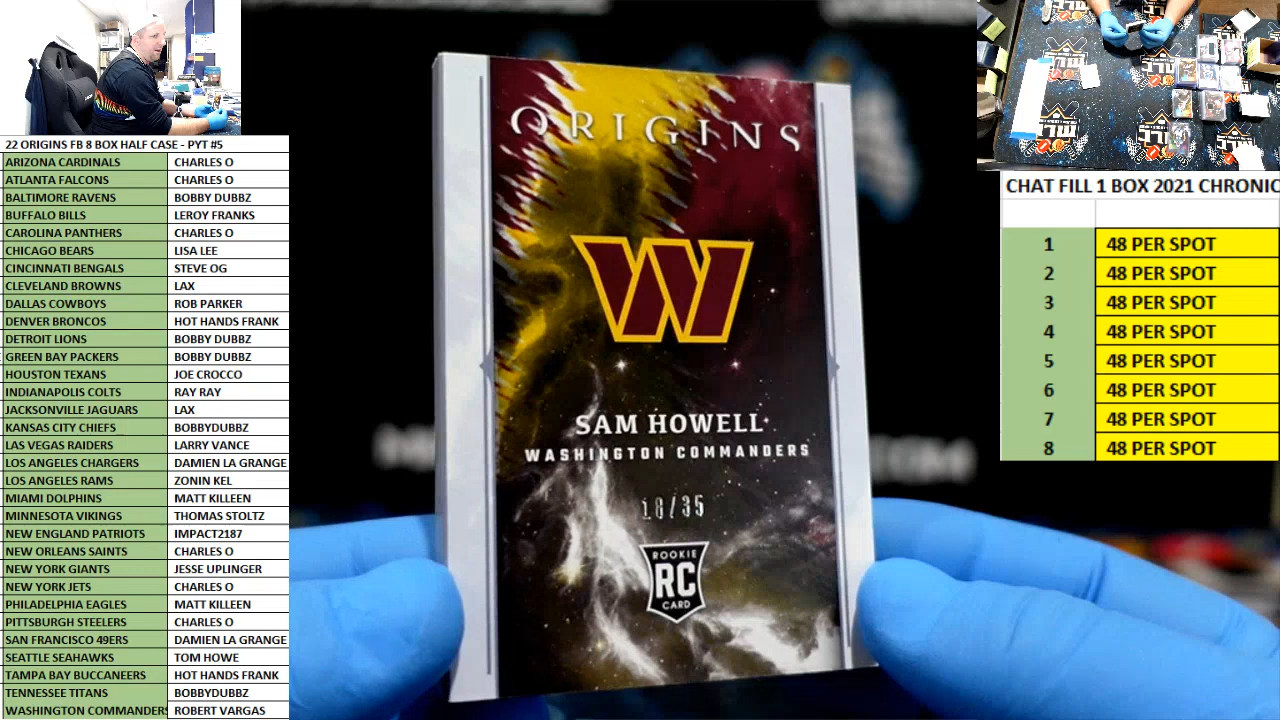 22 ORIGINS FB 8 BOX HALF CASE - PYT #5
ARIZONA CARDINALS CHARLES O
ATLANTA FALCONS CHARLES O
BALTIMORE RAVENS BOBBY DUBBZ
BUFFALO BILLS LEROY FRANKS
CAROLINA PANTHERS CHARLES O
CHICAGO BEARS LISA LEE
CINCINNATI BENGALS STEVE OG
CLEVELAND BROWNS LAX
DALLAS COWBOYS ROB PARKER
DENVER BRONCOS HOT HANDS FRANK
DETROIT LIONS BOBBY DUBBZ
GREEN BAY PACKERS BOBBY DUBBZ
HOUSTON TEXANS JOE CROCCO
INDIANAPOLIS COLTS RAY RAY
JACKSONVILLE JAGUARS LAX
KANSAS CITY CHIEFS BOBBYDUBBZ
LAS VEGAS RAIDERS LARRY VANCE
LOS ANGELES CHARGERS DAMIEN LA GRANGE
LOS ANGELES RAMS ZONIN KEL
MIAMI DOLPHINS MATT KILLEEN
MINNESOTA VIKINGS THOMAS STOLTZ
NEW ENGLAND PATRIOTS IMPACT2187
NEW ORLEANS SAINTS CHARLES O
NEW YORK GIANTS JESSE UPLINGER
NEW YORK JETS CHARLES O
PHILADELPHIA EAGLES MATT KILLEEN
PITTSBURGH STEELERS CHARLES O
SAN FRANCISCO 49ERS DAMIEN LA GRANGE
SEATTLE SEAHAWKS TOM HOWE
TAMPA BAY BUCCANEERS HOT HANDS FRANK
TENNESSEE TITANS BOBBYDUBBZ
WASHINGTON COMMANDERS ROBERT VARGAS
ORIGINS
W
SAM HOWELL
WASHINGTON COMMANDERS
18/35
ROOKIE
RC
CARD
CHAT FILL 1 BOX 2021 CHRONIC
1 48 PER SPOT
2 48 PER SPOT
3 48 PER SPOT
4 48 PER SPOT
5 48 PER SPOT
6 48 PER SPOT
7 48 PER SPOT
8 48 PER SPOT